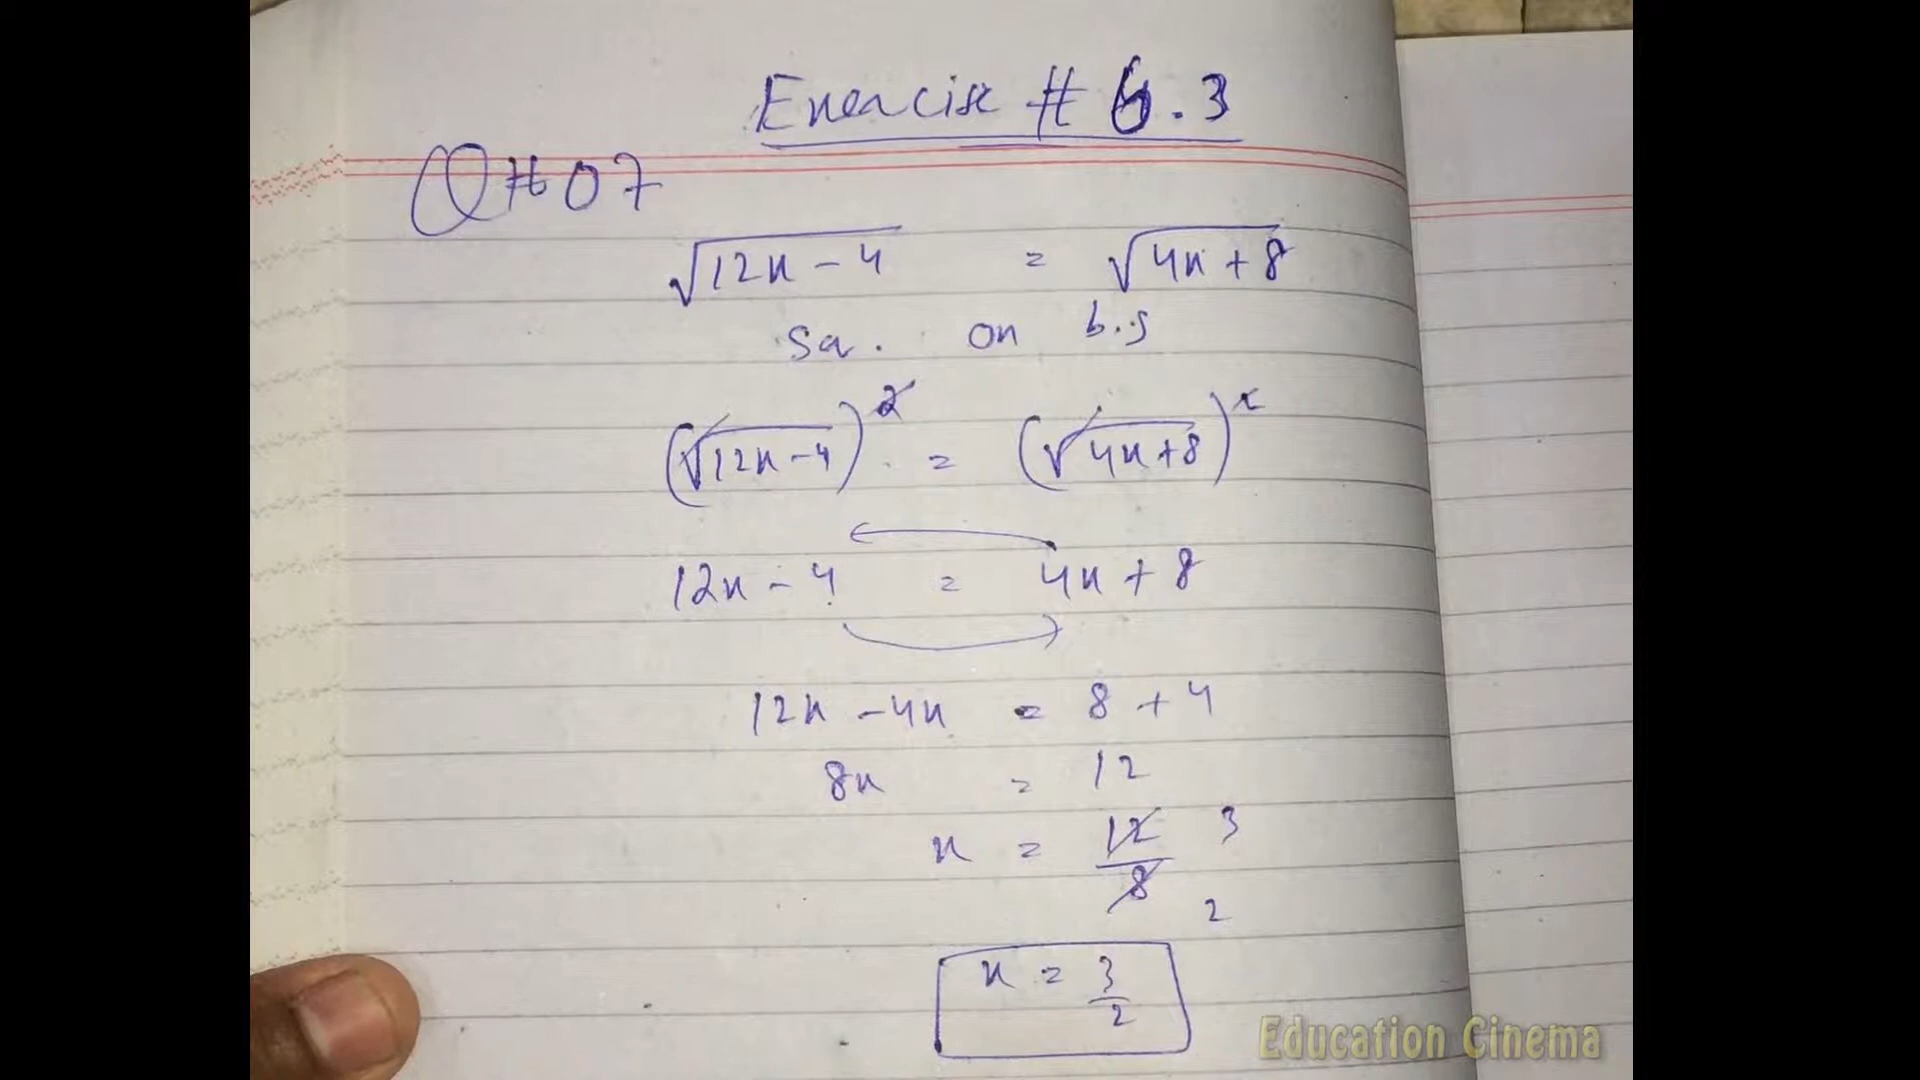 Exercise # 6.3
Q # 07
√12x - 4 = √4x + 8
Sq. on b.s
(√12x - 4)² = (√4x + 8)²
12x - 4 = 4x + 8
12x - 4x = 8 + 4
8x = 12
x = 12/8 3 2
x = 3/2
Education Cinema